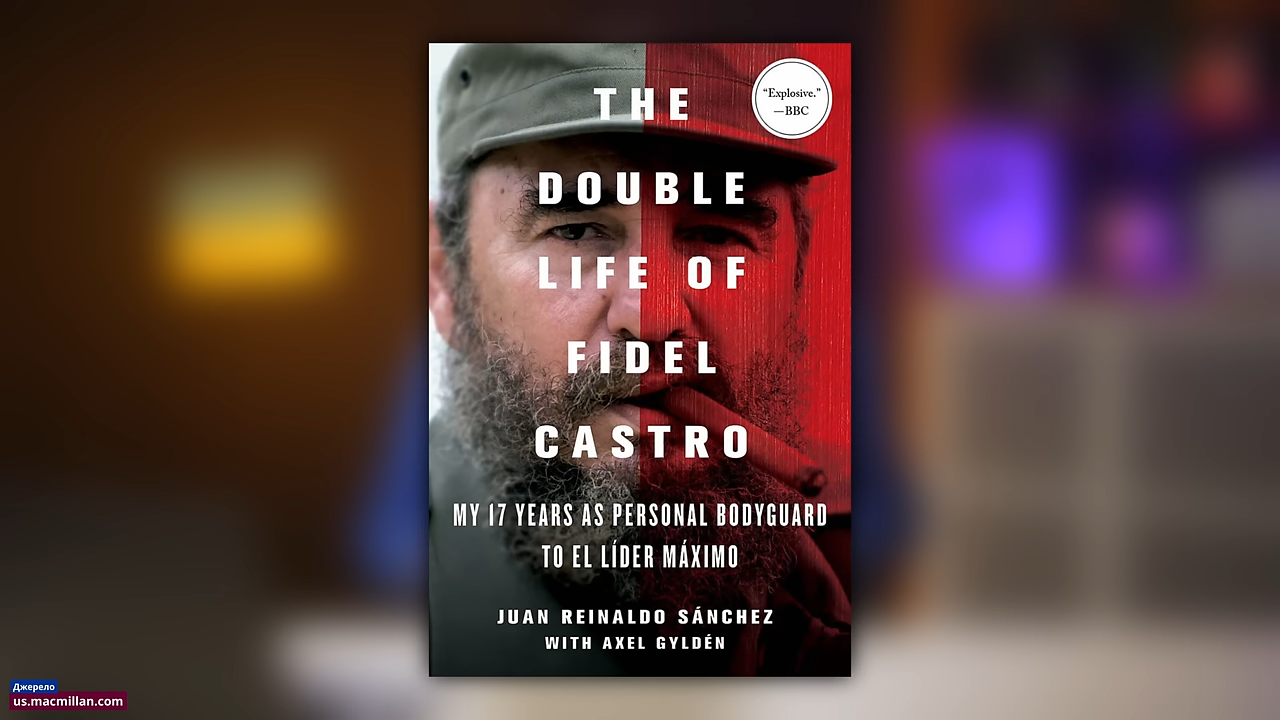 THE
DOUBLE
LIFE OF
FIDEL
CASTRO
“Explosive.”
—BBC
MY 17 YEARS AS PERSONAL BODYGUARD
TO EL LÍDER MÁXIMO
JUAN REINALDO SÁNCHEZ
WITH AXEL GYLDÉN
Джерело
us.macmillan.com